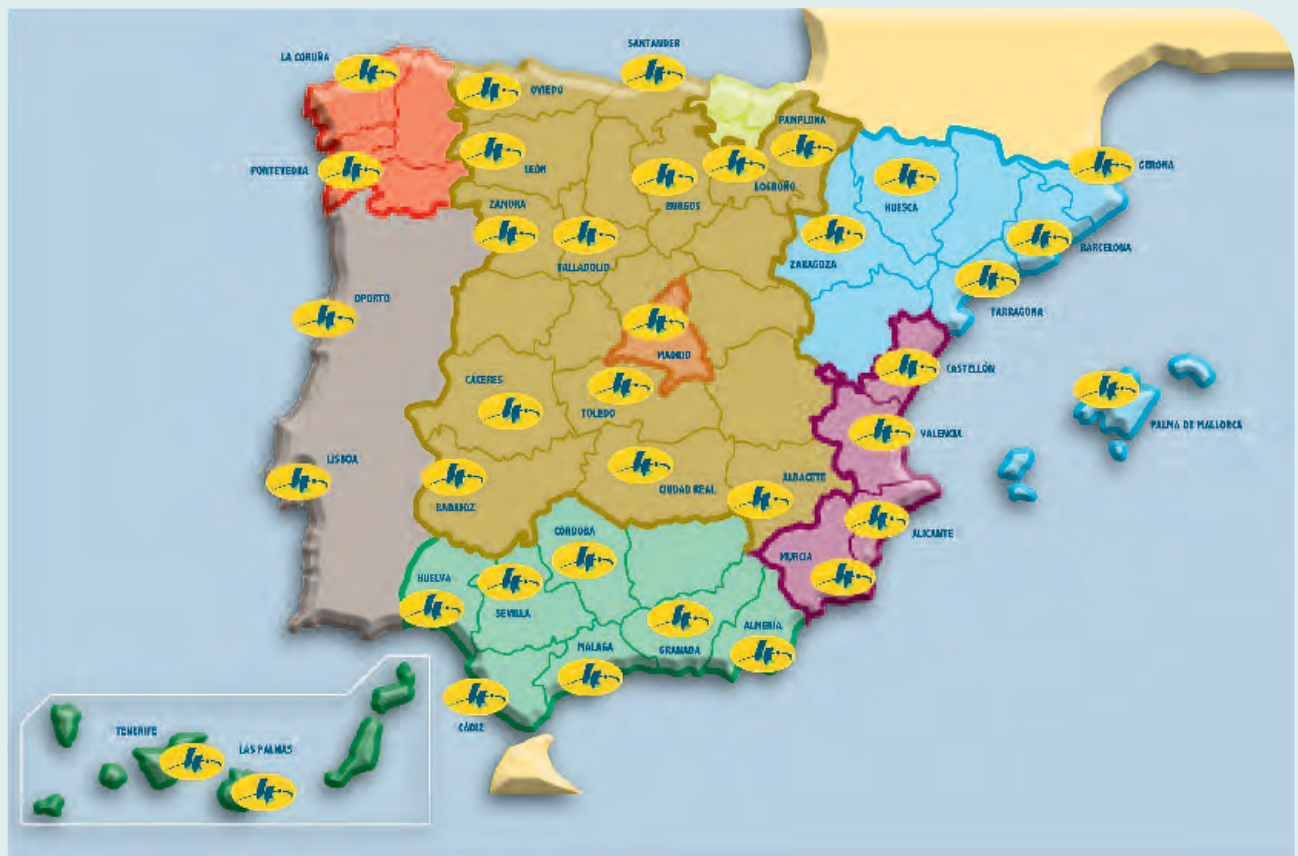 SANTANDER
LA CORUÑA
OVIEDO
PAMPLONA
PONTEVEDRA
LEÓN
GERONA
LOGROÑO
ZAMORA
BURGOS
HUESCA
BARCELONA
ZARAGOZA
VALLADOLID
OPORTO
TARRAGONA
MADRID
CASTELLÓN
CÁCERES
TOLEDO
PALMA DE MALLORCA
VALENCIA
LISBOA
ALBACETE
CIUDAD REAL
BADAJOZ
CÓRDOBA
ALICANTE
MURCIA
HUELVA
SEVILLA
ALMERÍA
MALAGA
GRANADA
CÁDIZ
TENERIFE
LAS PALMAS